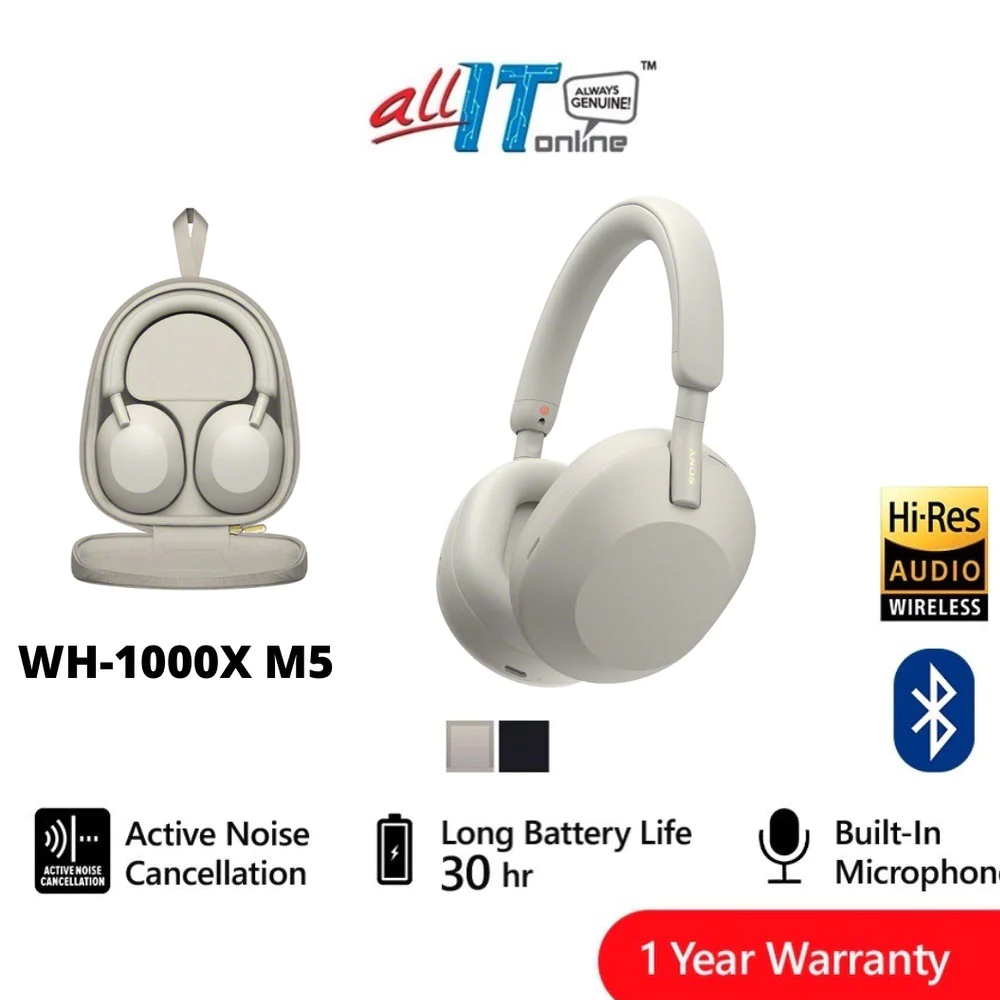 all IT online
ALWAYS
GENUINE!
TM
SONY
Hi-Res
AUDIO
WIRELESS
WH-1000X M5
ACTIVE NOISE
CANCELLATION
Active Noise
Cancellation
Long Battery Life
30 hr
Built-In
Microphon
1 Year Warranty